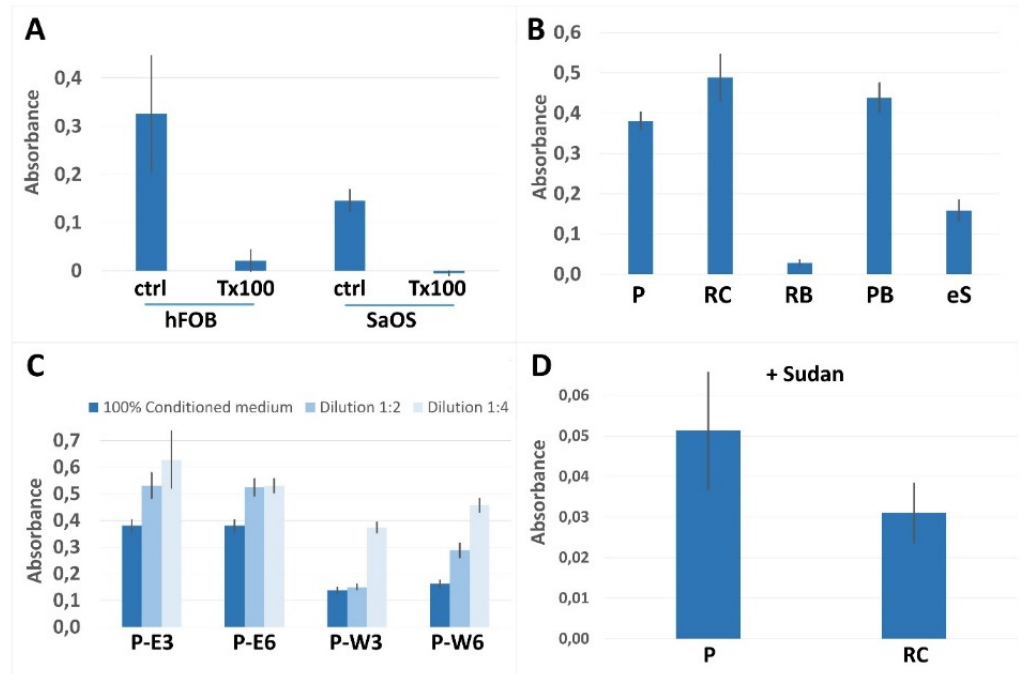 A
Absorbance
0,4
0,3
0,2
0,1
0
ctrl Tx100 ctrl Tx100
hFOB SaOS
B
Absorbance
0,6
0,5
0,4
0,3
0,2
0,1
0,0
P RC RB PB eS
C
100% Conditioned medium Dilution 1:2 Dilution 1:4
Absorbance
0,7
0,6
0,5
0,4
0,3
0,2
0,1
0,0
P-E3 P-E6 P-W3 P-W6
D
+ Sudan
Absorbance
0,06
0,05
0,04
0,03
0,02
0,01
0,00
P RC